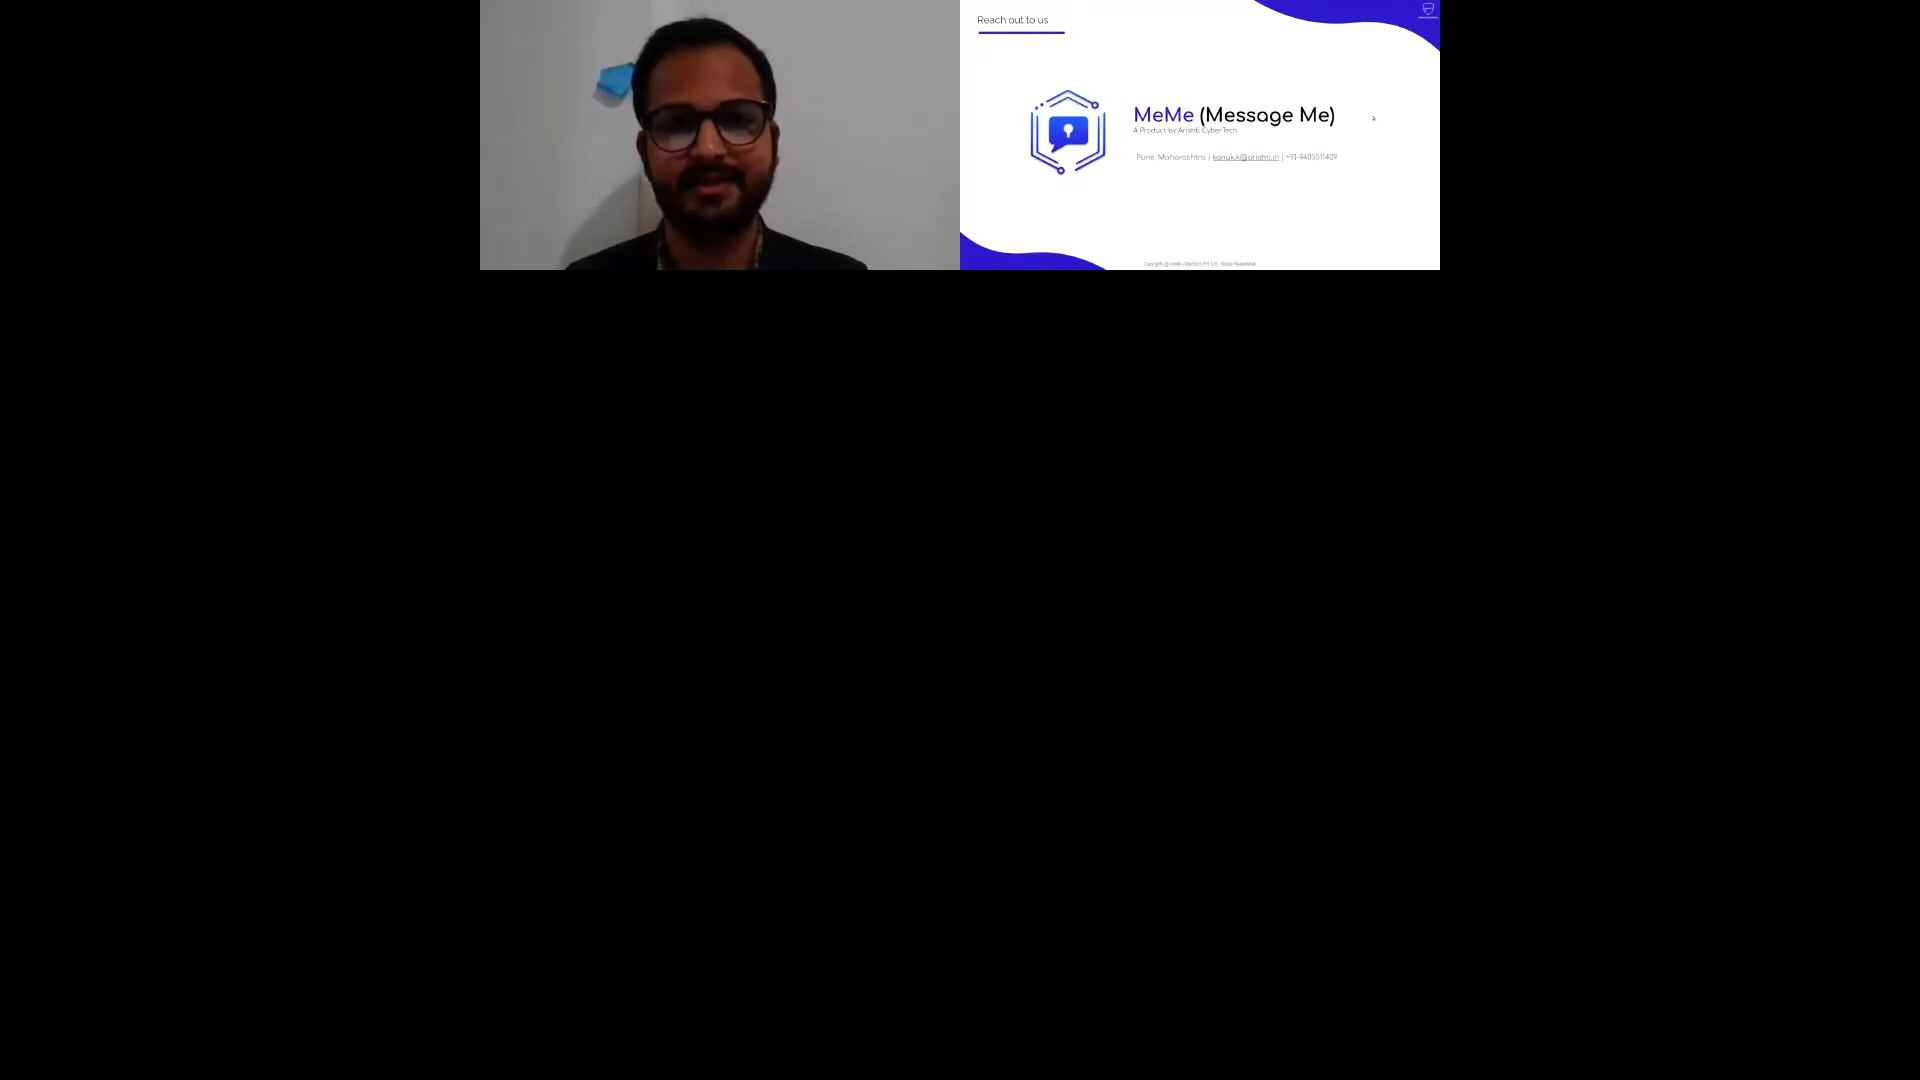 Reach out to us
MeMe (Message Me)
A Product by Arishti CyberTech
Pune, Maharashtra | kanak.k@arishti.in | +91-9403311409